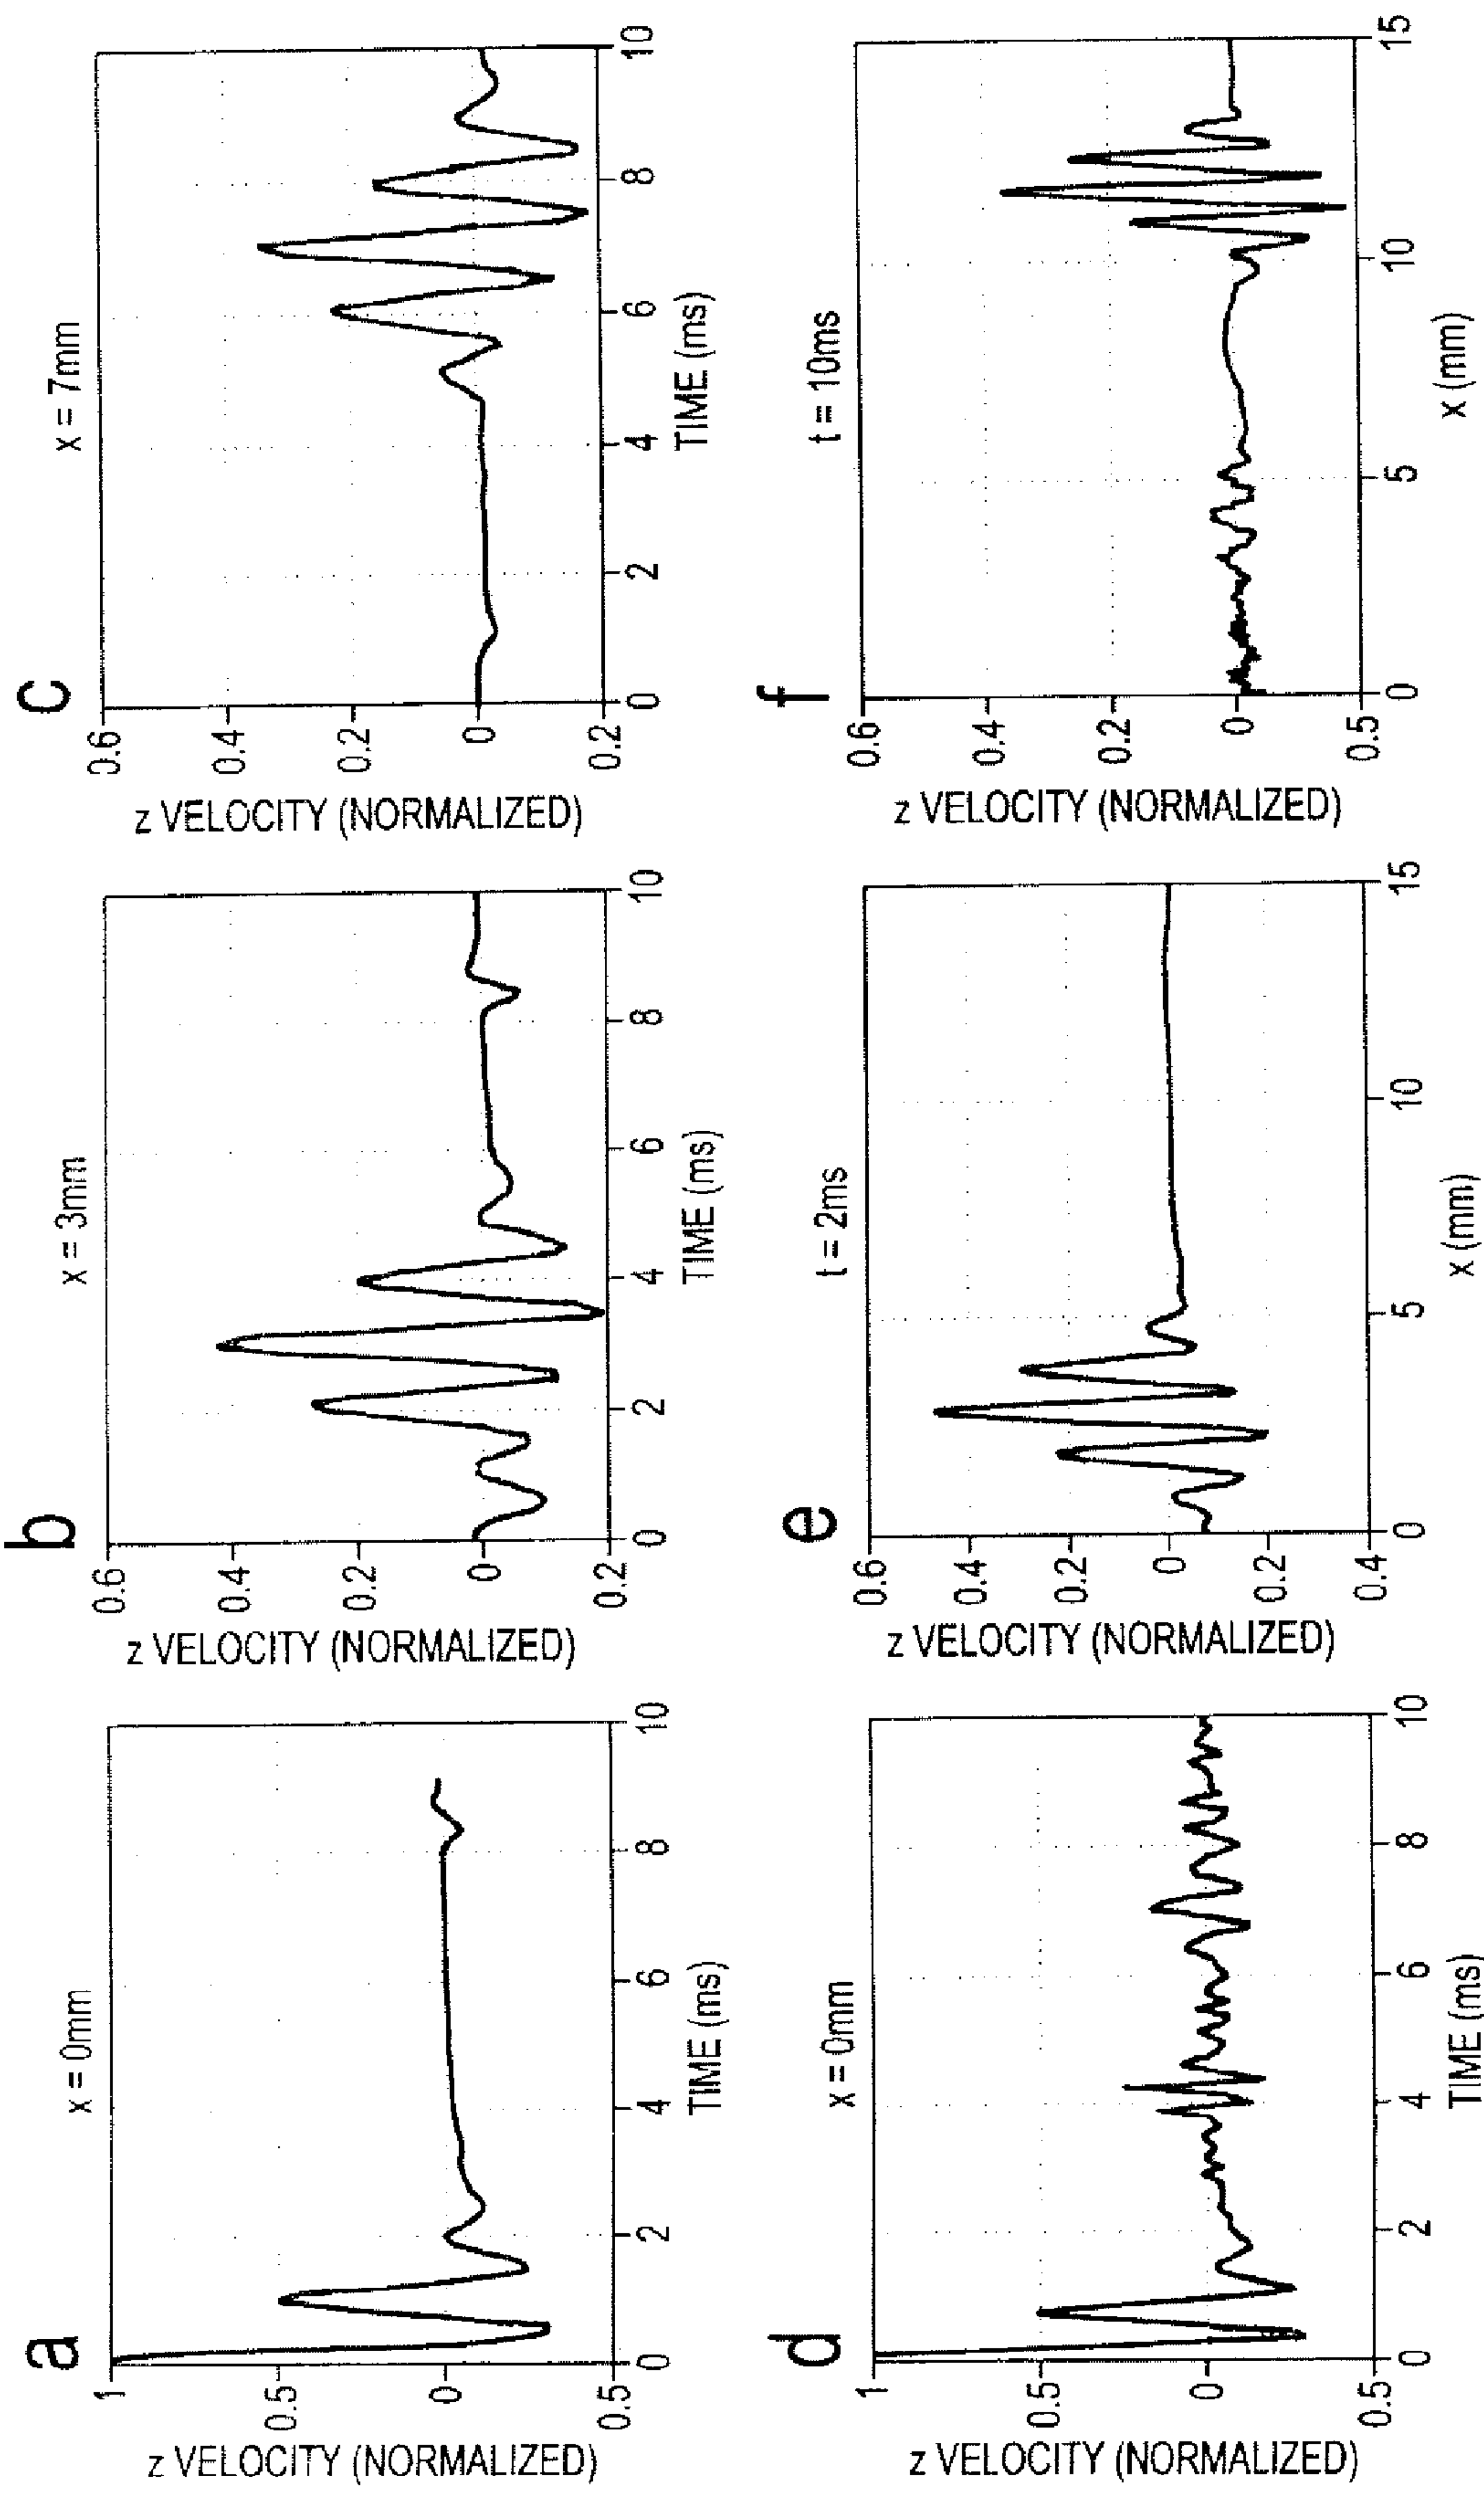 a
x = 0mm
1
0.5
0
0.5
z VELOCITY (NORMALIZED)
0 2 4 6 8 10
TIME (ms)
b
x = 3mm
0.6
0.4
0.2
0
0.2
z VELOCITY (NORMALIZED)
0 2 4 6 8 10
TIME (ms)
c
x = 7mm
0.6
0.4
0.2
0
0.2
z VELOCITY (NORMALIZED)
0 2 4 6 8 10
TIME (ms)
d
x = 0mm
1
0.5
0
0.5
z VELOCITY (NORMALIZED)
0 2 4 6 8 10
TIME (ms)
e
t = 2ms
0.6
0.4
0.2
0
0.2
0.4
z VELOCITY (NORMALIZED)
0 5 10 15
x (mm)
f
t = 10ms
0.6
0.4
0.2
0
0.5
z VELOCITY (NORMALIZED)
0 5 10 15
x (mm)